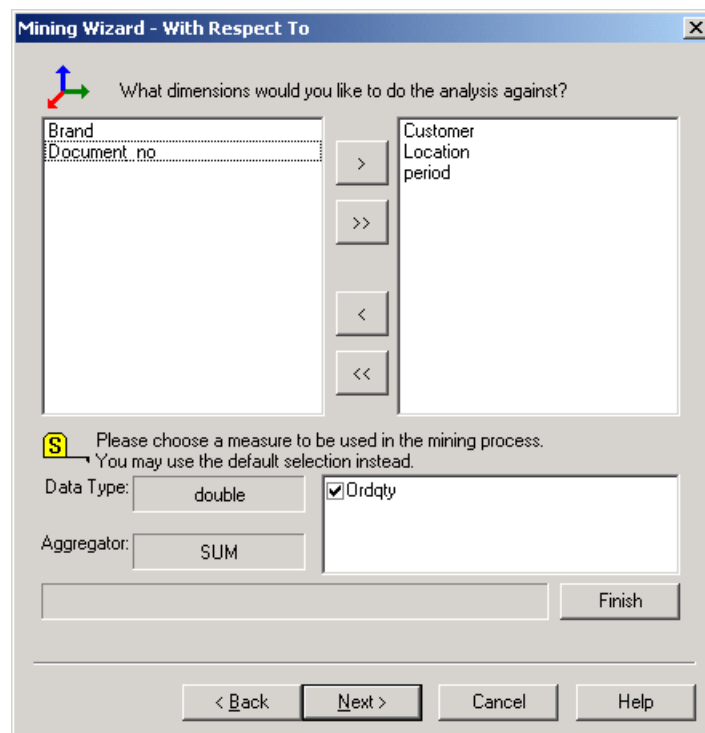 Mining Wizard - With Respect To
What dimensions would you like to do the analysis against?
Brand
Document_no
>
>>
<
<<
Customer
Location
period
S
Please choose a measure to be used in the mining process.
You may use the default selection instead.
Data Type: double
Ordqty
Aggregator: SUM
Finish
< Back
Next >
Cancel
Help